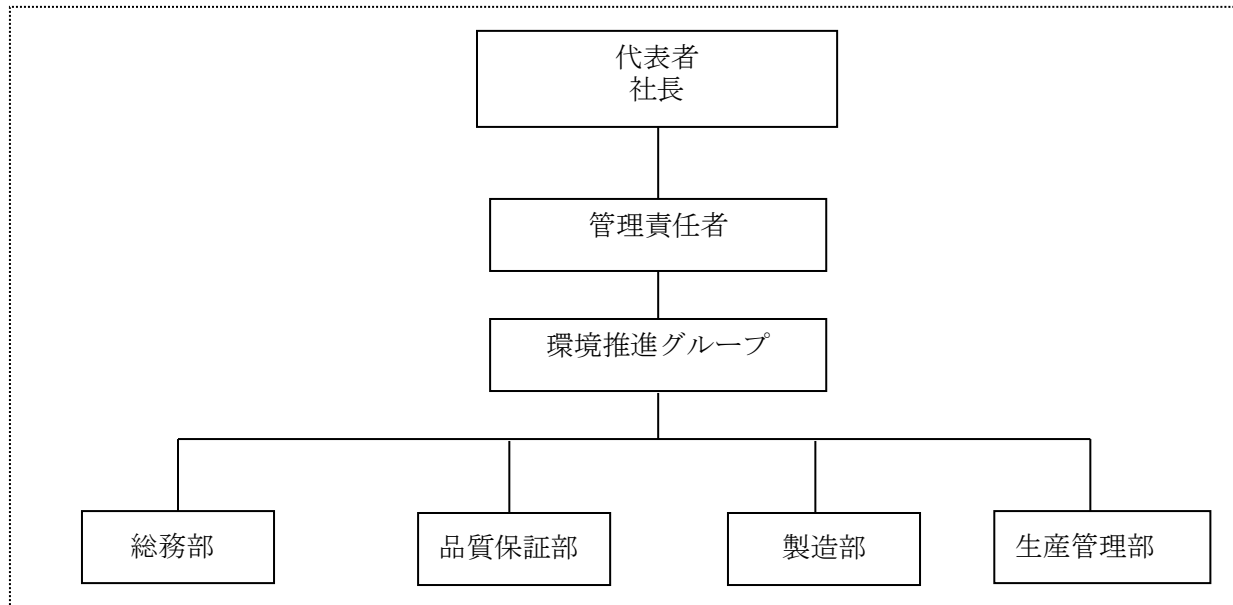 代表者
社長
管理責任者
環境推進グループ
総務部
品質保証部
製造部
生産管理部